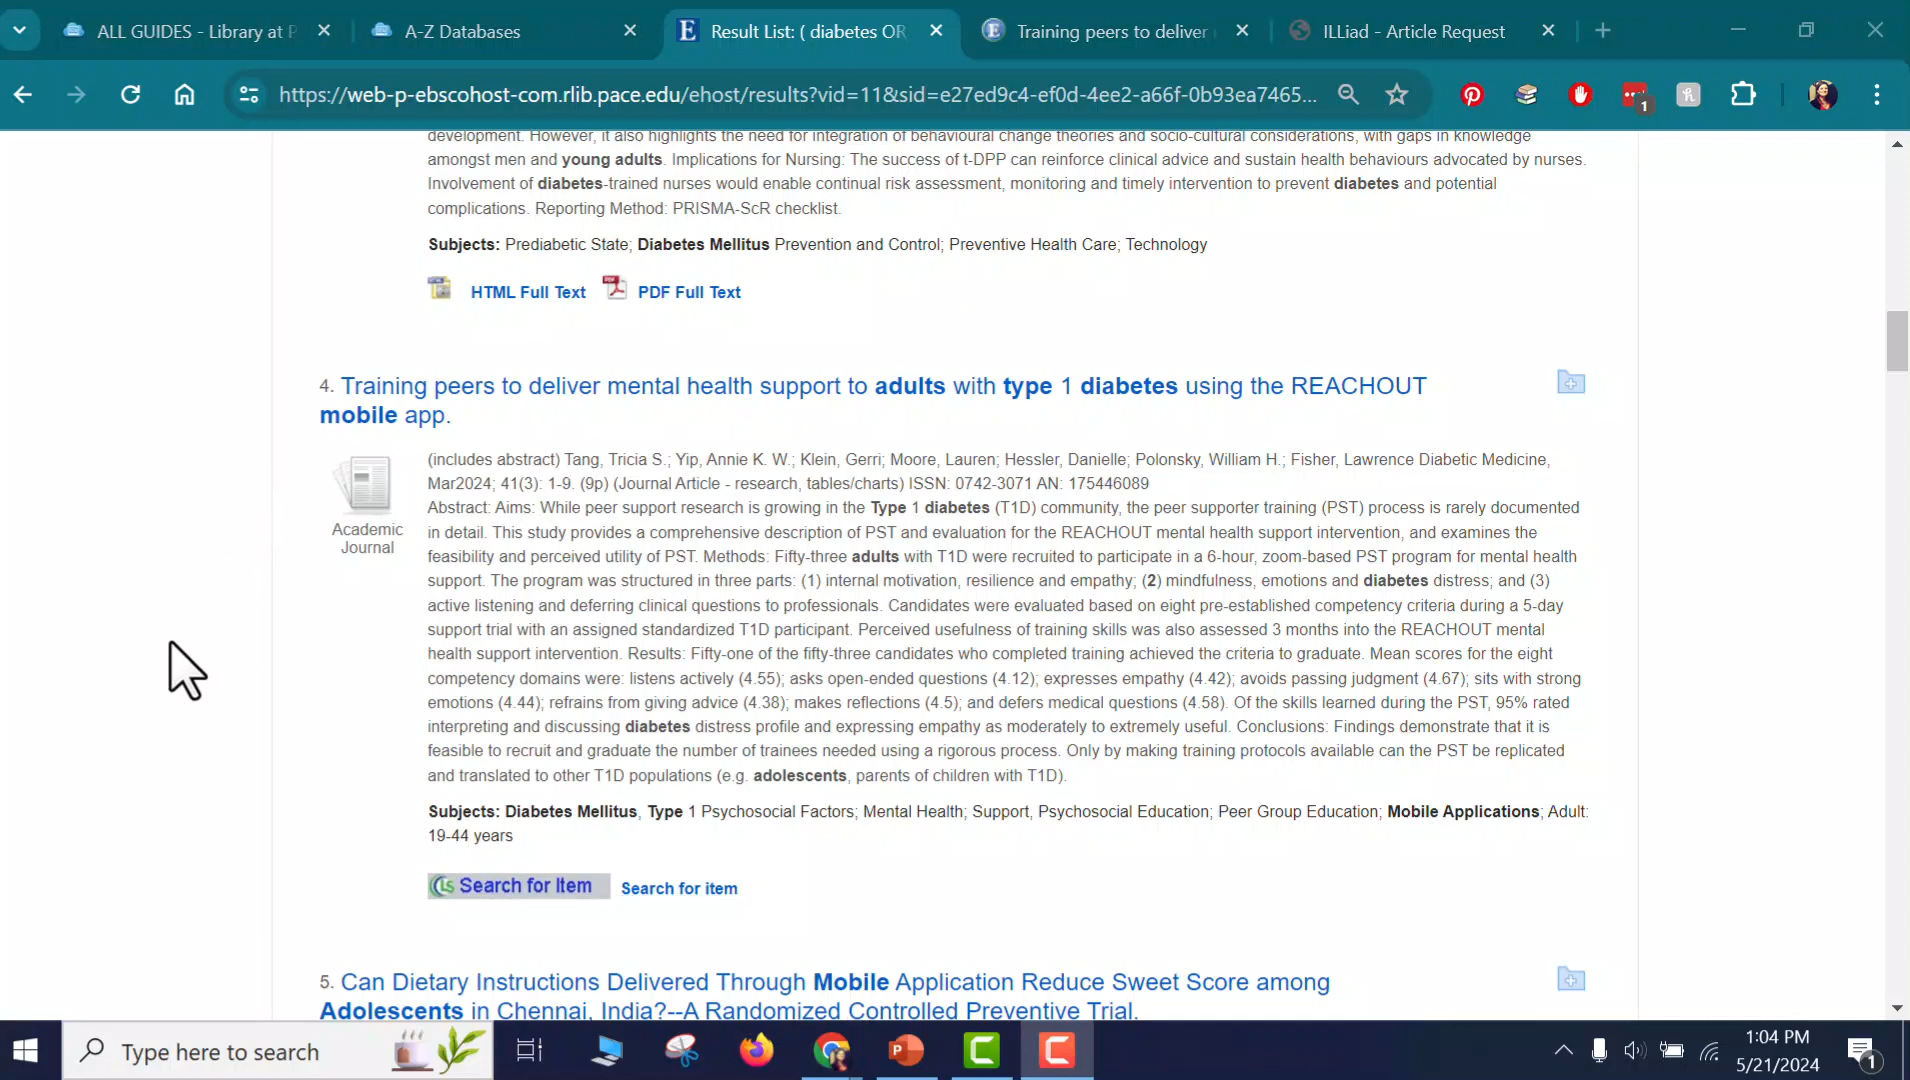 ALL GUIDES - Library at P
A-Z Databases
Result List: ( diabetes OR
Training peers to deliver
ILLiad - Article Request
https://web-p-ebscohost-com.rlib.pace.edu/ehost/results?vid=11&sid=e27ed9c4-ef0d-4ee2-a66f-0b93ea7465...
1
development. However, it also highlights the need for integration of behavioural change theories and socio-cultural considerations, with gaps in knowledge
amongst men and young adults. Implications for Nursing: The success of t-DPP can reinforce clinical advice and sustain health behaviours advocated by nurses.
Involvement of diabetes-trained nurses would enable continual risk assessment, monitoring and timely intervention to prevent diabetes and potential
complications. Reporting Method: PRISMA-ScR checklist.
Subjects: Prediabetic State; Diabetes Mellitus Prevention and Control; Preventive Health Care; Technology
HTML Full Text PDF Full Text
4. Training peers to deliver mental health support to adults with type 1 diabetes using the REACHOUT
mobile app.
Academic
Journal
(includes abstract) Tang, Tricia S.; Yip, Annie K. W.; Klein, Gerri; Moore, Lauren; Hessler, Danielle; Polonsky, William H.; Fisher, Lawrence Diabetic Medicine,
Mar2024; 41(3): 1-9. (9p) (Journal Article - research, tables/charts) ISSN: 0742-3071 AN: 175446089
Abstract: Aims: While peer support research is growing in the Type 1 diabetes (T1D) community, the peer supporter training (PST) process is rarely documented
in detail. This study provides a comprehensive description of PST and evaluation for the REACHOUT mental health support intervention, and examines the
feasibility and perceived utility of PST. Methods: Fifty-three adults with T1D were recruited to participate in a 6-hour, zoom-based PST program for mental health
support. The program was structured in three parts: (1) internal motivation, resilience and empathy; (2) mindfulness, emotions and diabetes distress; and (3)
active listening and deferring clinical questions to professionals. Candidates were evaluated based on eight pre-established competency criteria during a 5-day
support trial with an assigned standardized T1D participant. Perceived usefulness of training skills was also assessed 3 months into the REACHOUT mental
health support intervention. Results: Fifty-one of the fifty-three candidates who completed training achieved the criteria to graduate. Mean scores for the eight
competency domains were: listens actively (4.55); asks open-ended questions (4.12); expresses empathy (4.42); avoids passing judgment (4.67); sits with strong
emotions (4.44); refrains from giving advice (4.38); makes reflections (4.5); and defers medical questions (4.58). Of the skills learned during the PST, 95% rated
interpreting and discussing diabetes distress profile and expressing empathy as moderately to extremely useful. Conclusions: Findings demonstrate that it is
feasible to recruit and graduate the number of trainees needed using a rigorous process. Only by making training protocols available can the PST be replicated
and translated to other T1D populations (e.g. adolescents, parents of children with T1D).
Subjects: Diabetes Mellitus, Type 1 Psychosocial Factors; Mental Health; Support, Psychosocial Education; Peer Group Education; Mobile Applications; Adult:
19-44 years
Ls Search for Item Search for item
5. Can Dietary Instructions Delivered Through Mobile Application Reduce Sweet Score among
Adolescents in Chennai, India?--A Randomized Controlled Preventive Trial.
Type here to search
1:04 PM
5/21/2024
1